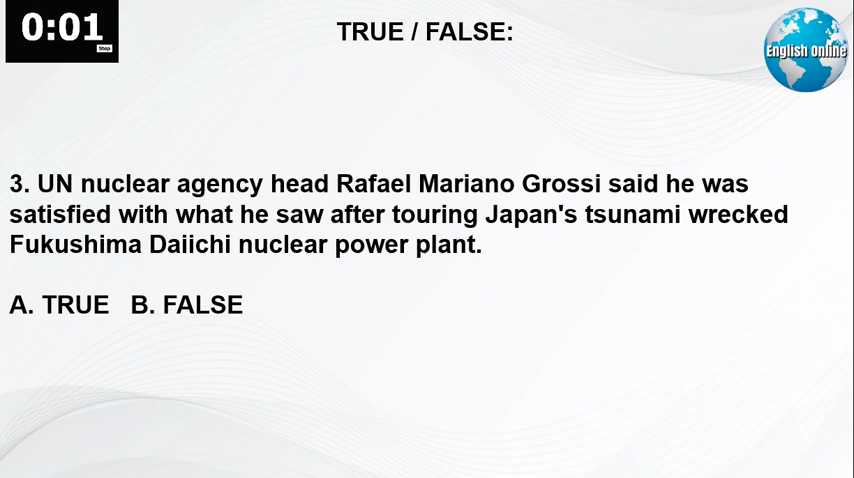 0:01
Stop
TRUE / FALSE:
English Online
3. UN nuclear agency head Rafael Mariano Grossi said he was
satisfied with what he saw after touring Japan's tsunami wrecked
Fukushima Daiichi nuclear power plant.
A. TRUE   B. FALSE